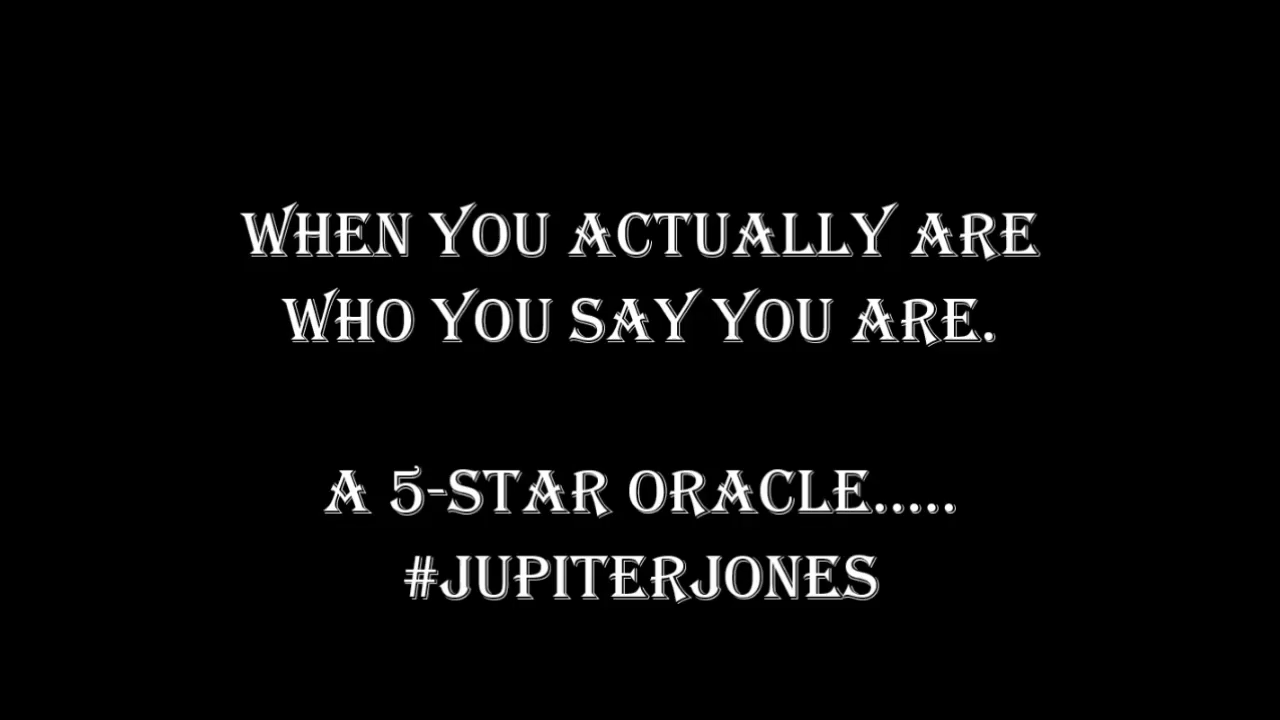 WHEN YOU ACTUALLY ARE
WHO YOU SAY YOU ARE.
A 5-STAR ORACLE.....
#JUPITERJONES